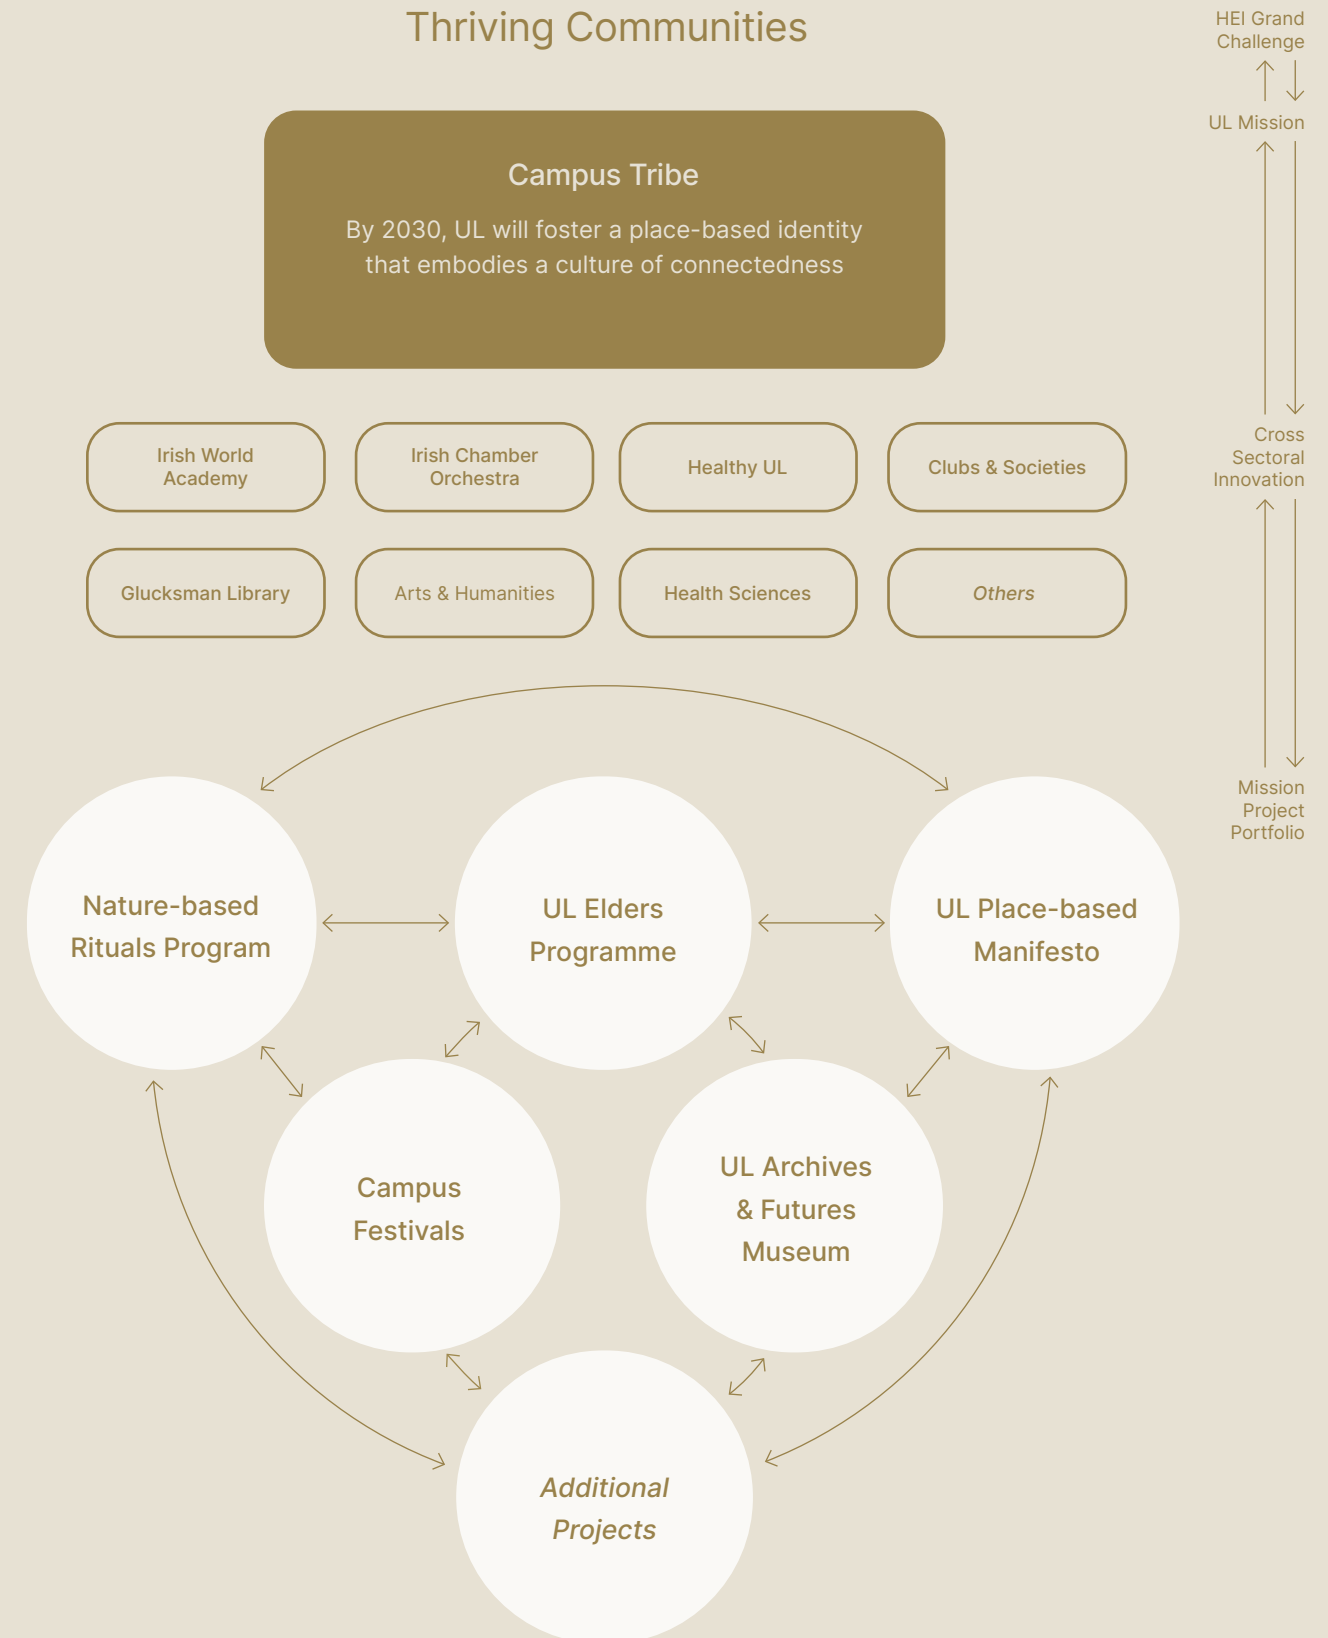 Thriving Communities
HEI Grand
Challenge
UL Mission
Campus Tribe
By 2030, UL will foster a place-based identity
that embodies a culture of connectedness
Irish World
Academy
Irish Chamber
Orchestra
Healthy UL
Clubs & Societies
Cross
Sectoral
Innovation
Glucksman Library
Arts & Humanities
Health Sciences
Others
Mission
Project
Portfolio
Nature-based
Rituals Program
UL Elders
Programme
UL Place-based
Manifesto
Campus
Festivals
UL Archives
& Futures
Museum
Additional
Projects